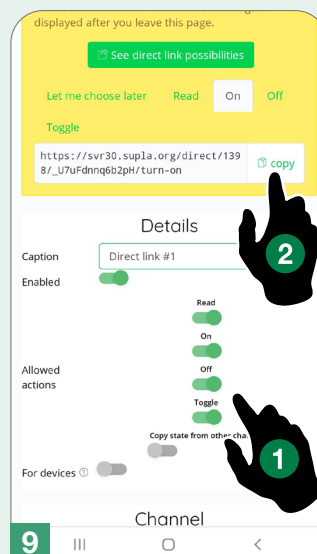 displayed after you leave this page.
See direct link possibilities
Let me choose later Read On Off
Toggle
https://svr30.supla.org/direct/139
8/_U7uFdnnq6b2pH/turn-on
copy
2
Details
Caption
Direct link #1
Enabled
Read
On
Allowed
actions
Off
Toggle
Copy state from other cha
1
For devices
Channel
9